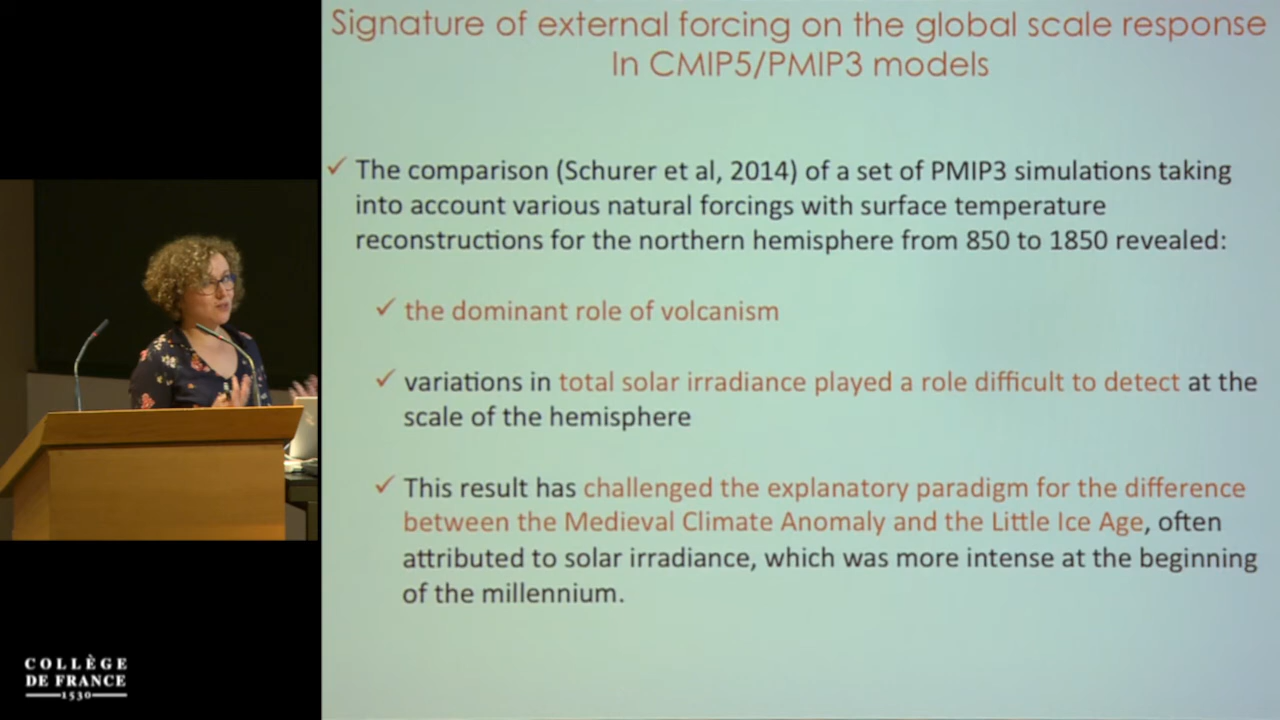 Signature of external forcing on the global scale response
In CMIP5/PMIP3 models
✓ The comparison (Schurer et al, 2014) of a set of PMIP3 simulations taking
into account various natural forcings with surface temperature
reconstructions for the northern hemisphere from 850 to 1850 revealed:
✓ the dominant role of volcanism
✓ variations in total solar irradiance played a role difficult to detect at the
scale of the hemisphere
✓ This result has challenged the explanatory paradigm for the difference
between the Medieval Climate Anomaly and the Little Ice Age, often
attributed to solar irradiance, which was more intense at the beginning
of the millennium.
COLLÈGE
DE FRANCE
1530